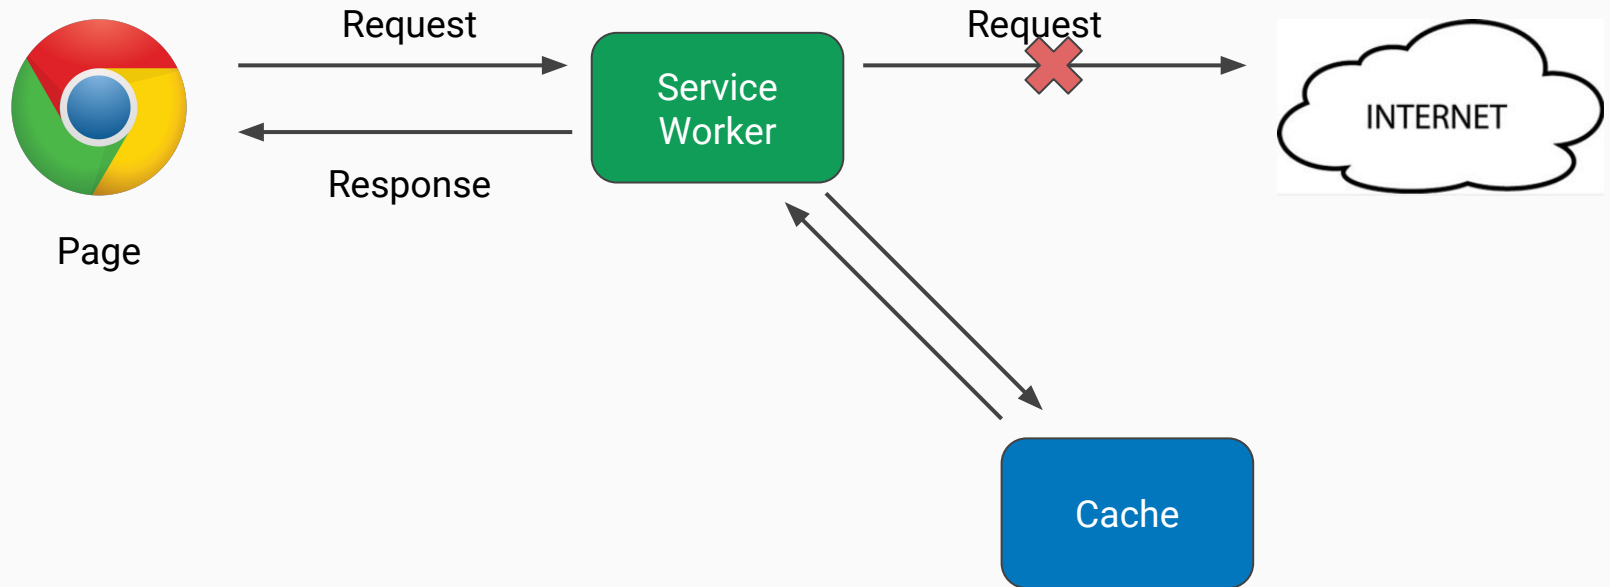 Request
Request
Service
Worker
INTERNET
Response
Page
Cache